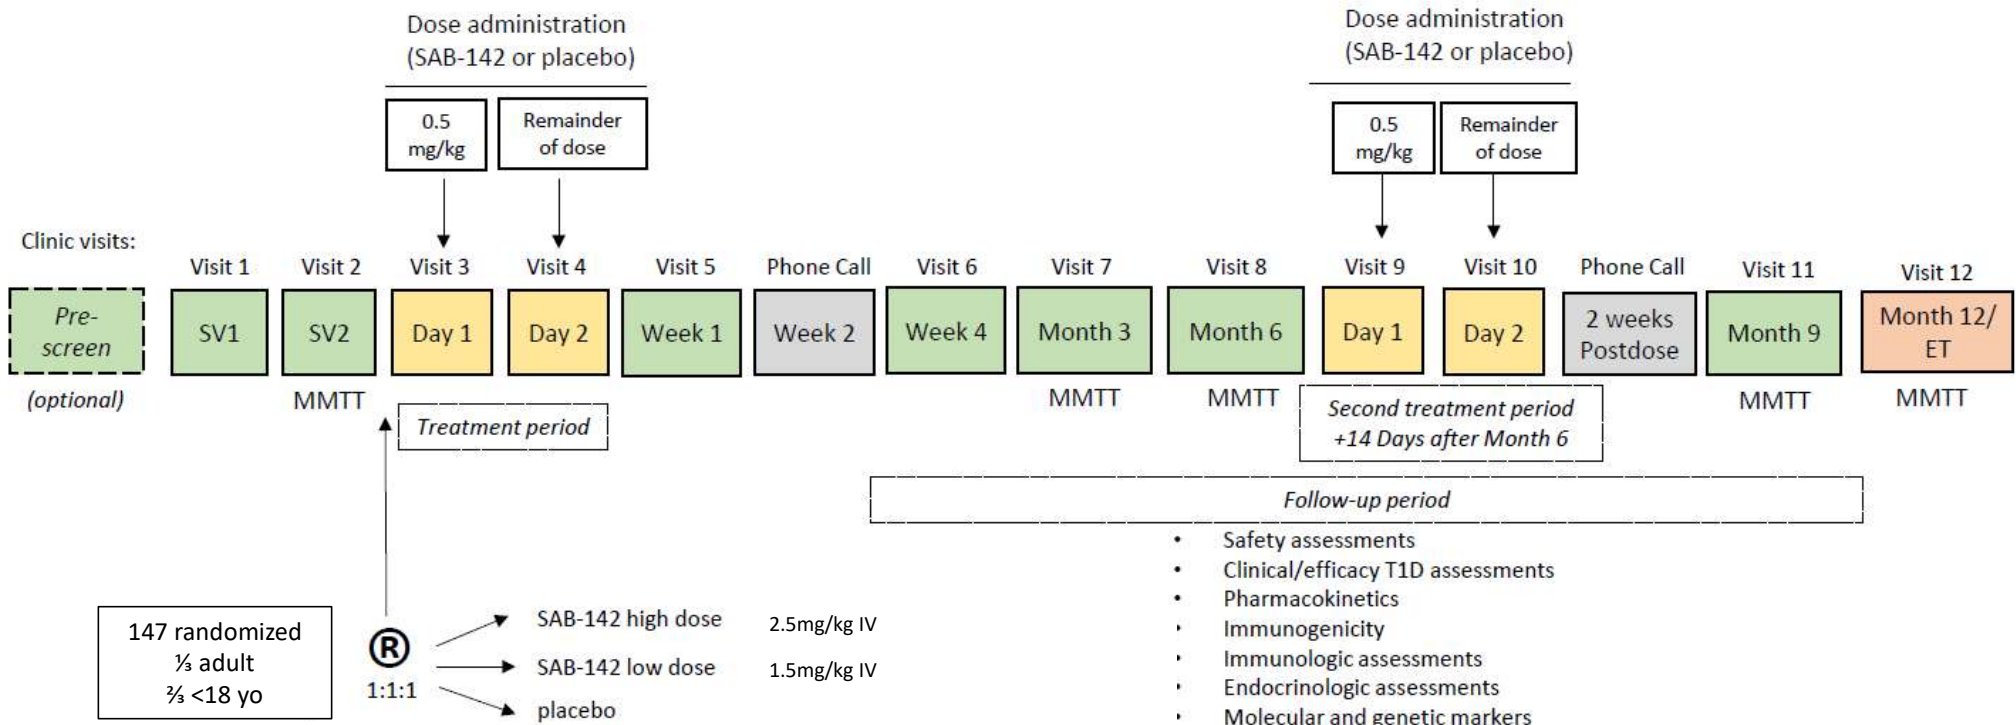 Dose administration
(SAB-142 or placebo)
0.5
mg/kg
Remainder
of dose
Dose administration
(SAB-142 or placebo)
0.5
mg/kg
Remainder
of dose
Clinic visits:
Visit 1
Visit 2
Visit 3
Visit 4
Visit 5
Phone Call
Visit 6
Visit 7
Visit 8
Visit 9
Visit 10
Phone Call
Visit 11
Visit 12
Pre-
screen
SV1
SV2
Day 1
Day 2
Week 1
Week 2
Week 4
Month 3
Month 6
Day 1
Day 2
2 weeks
Postdose
Month 9
Month 12/
ET
(optional)
MMTT
MMTT
MMTT
MMTT
MMTT
Treatment period
Second treatment period
+14 Days after Month 6
Follow-up period
• Safety assessments
• Clinical/efficacy T1D assessments
• Pharmacokinetics
• Immunogenicity
• Immunologic assessments
• Endocrinologic assessments
• Molecular and genetic markers
147 randomized
⅓ adult
⅔ <18 yo
®
1:1:1
SAB-142 high dose 2.5mg/kg IV
SAB-142 low dose 1.5mg/kg IV
placebo